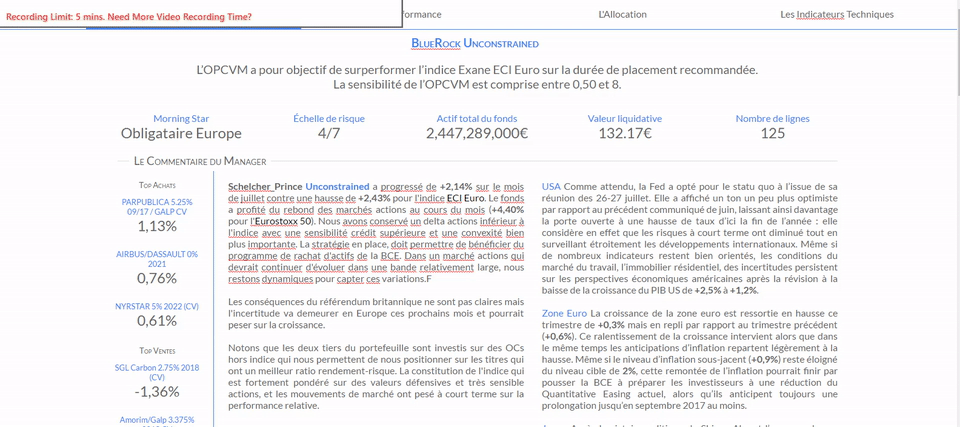 Recording Limit: 5 mins. Need More Video Recording Time?
formance
L'Allocation
Les Indicateurs Techniques
BlueRock Unconstrained
L'OPCVM a pour objectif de surperformer l'indice Exane ECI Euro sur la durée de placement recommandée.
La sensibilité de l'OPCVM est comprise entre 0,50 et 8.
Morning Star
Obligataire Europe
Échelle de risque
4/7
Actif total du fonds
2,447,289,000€
Valeur liquidative
132.17€
Nombre de lignes
125
Le Commentaire du Manager
Top Achats
PARPUBLICA 5.25%
09/17 / GALP CV
1,13%
AIRBUS/DASSAULT 0%
2021
0,76%
NYRSTAR 5% 2022 (CV)
0,61%
Top Ventes
SGL Carbon 2.75% 2018
(CV)
-1,36%
Amorim/Galp 3.375%
Schelcher Prince Unconstrained a progressé de +2,14% sur le mois
de juillet contre une hausse de +2,43% pour l'indice ECI Euro. Le fonds
a profité du rebond des marchés actions au cours du mois (+4,40%
pour l'Eurostoxx 50). Nous avons conservé un delta actions inférieur à
l'indice avec une sensibilité crédit supérieure et une convexité bien
plus importante. La stratégie en place, doit permettre de bénéficier du
programme de rachat d'actifs de la BCE. Dans un marché actions qui
devrait continuer d'évoluer dans une bande relativement large, nous
restons dynamiques pour capter ces variations.F
Les conséquences du référendum britannique ne sont pas claires mais
l'incertitude va demeurer en Europe ces prochains mois et pourrait
peser sur la croissance.
Notons que les deux tiers du portefeuille sont investis sur des OCs
hors indice qui nous permettent de nous positionner sur les titres qui
ont un meilleur ratio rendement-risque. La constitution de l'indice qui
est fortement pondéré sur des valeurs défensives et très sensible
actions, et les mouvements de marché ont pesé à court terme sur la
performance relative.
USA Comme attendu, la Fed a opté pour le statu quo à l'issue de sa
réunion des 26-27 juillet. Elle a affiché un ton un peu plus optimiste
par rapport au précédent communiqué de juin, laissant ainsi davantage
la porte ouverte à une hausse de taux d'ici la fin de l'année : elle
considère en effet que les risques à court terme ont diminué tout en
surveillant étroitement les développements internationaux. Même si
de nombreux indicateurs restent bien orientés, les conditions du
marché du travail, l'immobilier résidentiel, des incertitudes persistent
sur les perspectives économiques américaines après la révision à la
baisse de la croissance du PIB US de +2,5% à +1,2%.
Zone Euro La croissance de la zone euro est ressortie en hausse ce
trimestre de +0,3% mais en repli par rapport au trimestre précédent
(+0,6%). Ce ralentissement de la croissance intervient alors que dans
le même temps les anticipations d'inflation repartent légèrement à la
hausse. Même si le niveau d'inflation sous-jacent (+0,9%) reste éloigné
du niveau cible de 2%, cette remontée de l'inflation pourrait finir par
pousser la BCE à préparer les investisseurs à une réduction du
Quantitative Easing actuel, alors qu'ils anticipent toujours une
prolongation jusqu'en septembre 2017 au moins.